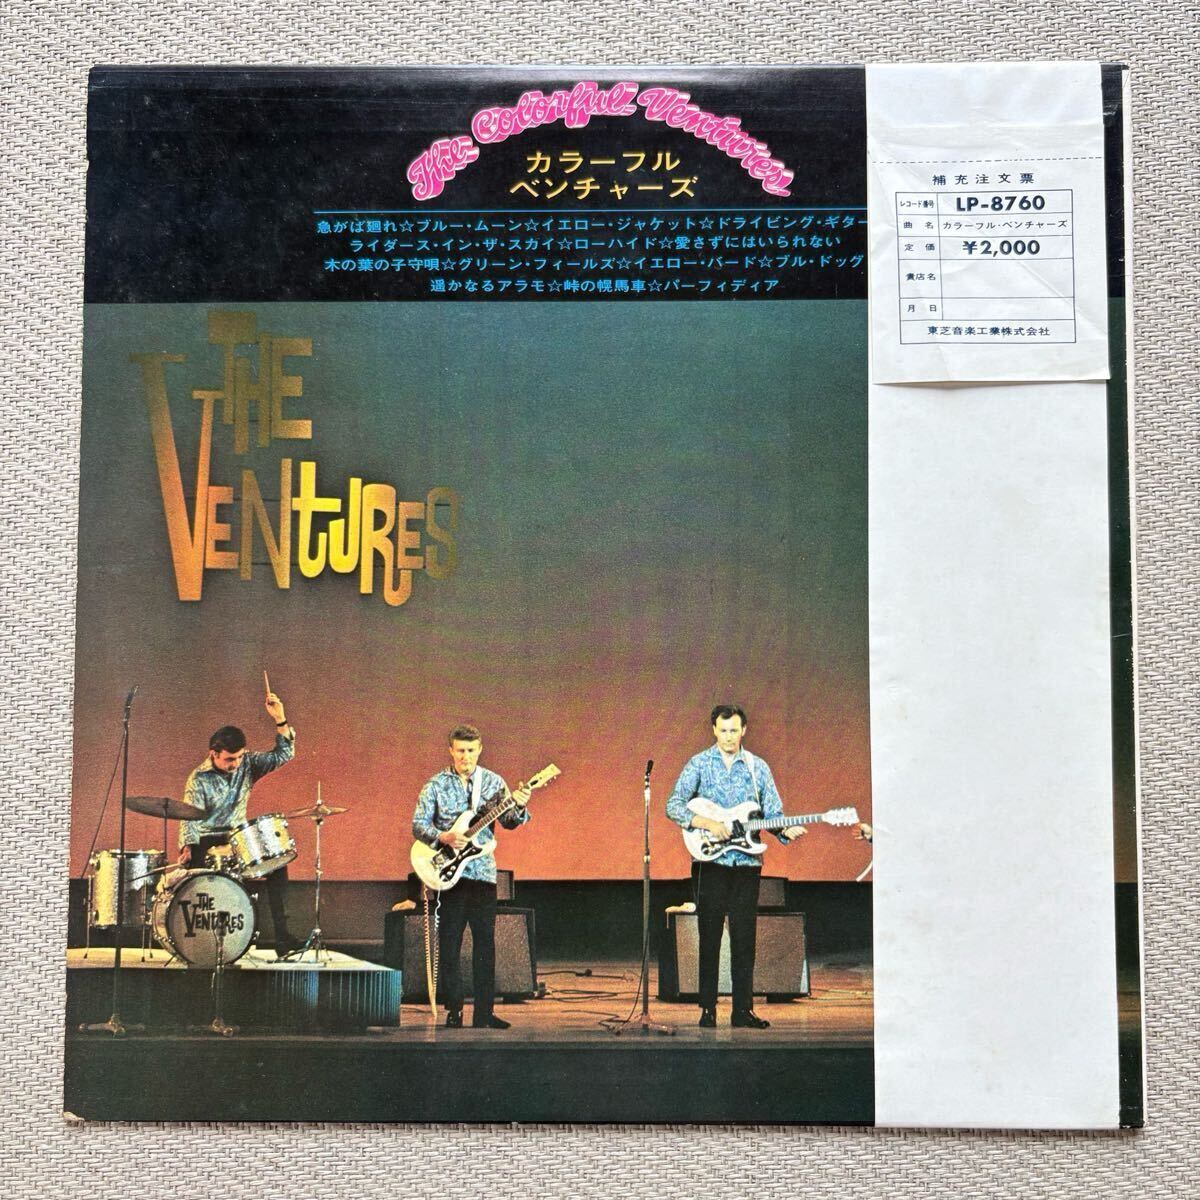 The Colorful Ventures
カラーフル
ベンチャーズ
急がば廻れ☆ブルー・ムーン☆イエロー・ジャケット☆ドライビング・ギター
ライダース・イン・ザ・スカイ☆ローハイド☆愛さずにはいられない
木の葉の子守唄☆グリーン・フィールズ☆イエロー・バード☆ブル・ドッグ
遥かなるアラモ☆峠の幌馬車☆パーフィディア
補充注文票
レコード番号 LP-8760
曲名 カラーフル・ベンチャーズ
定価 ¥2,000
貴店名
月日
東芝音楽工業株式会社
THE
VENTURES
THE
VENTURES